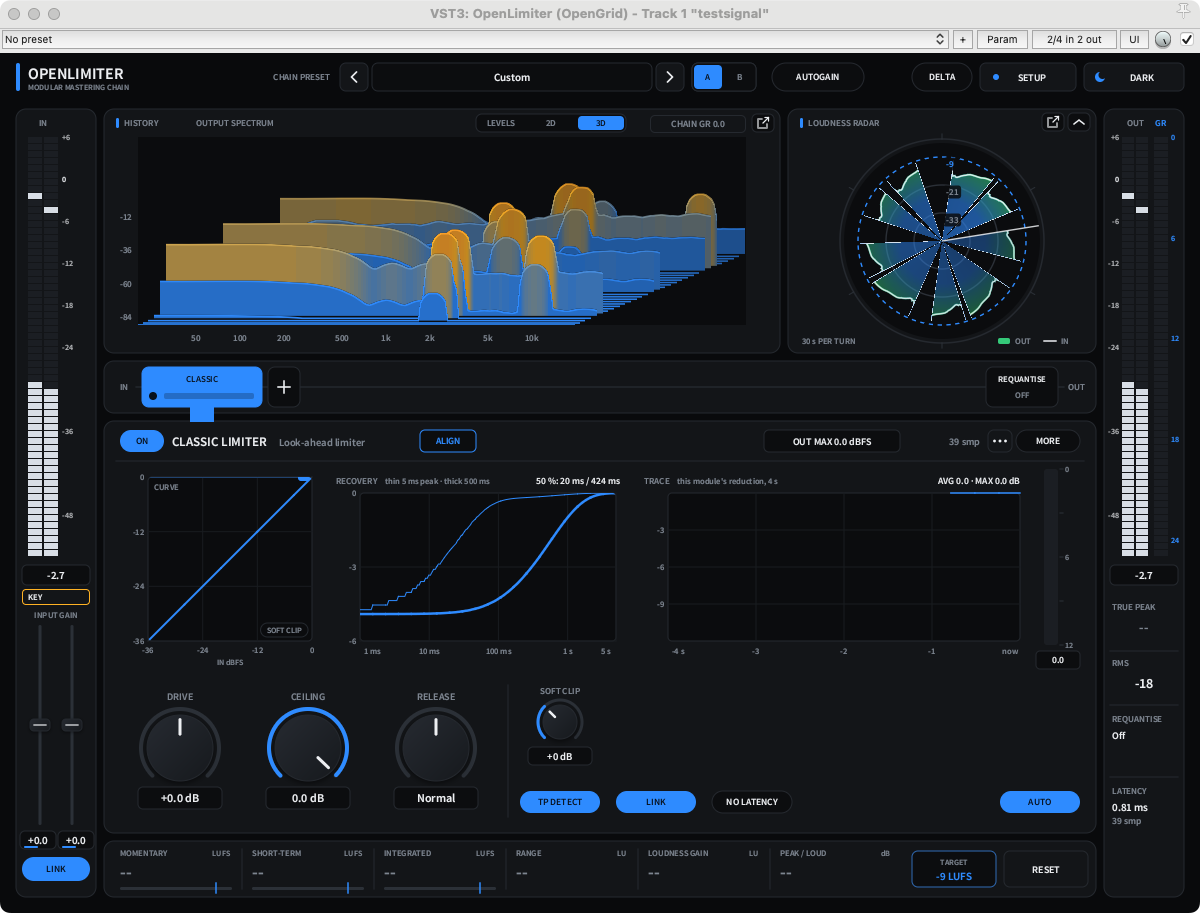 VST3: OpenLimiter (OpenGrid) - Track 1 "testsignal"
No preset
+
Param
2/4 in 2 out
UI
OPENLIMITER
MODULAR MASTERING CHAIN
CHAIN PRESET
Custom
A
B
AUTOGAIN
DELTA
SETUP
DARK
IN
+6
0
-6
-12
-18
-24
-36
-48
-2.7
KEY
INPUT GAIN
+0.0
+0.0
LINK
HISTORY
OUTPUT SPECTRUM
LEVELS
2D
3D
CHAIN GR 0.0
-12
-36
-60
-84
50
100
200
500
1k
2k
5k
10k
LOUDNESS RADAR
-9
-21
-33
30 s PER TURN
OUT
IN
IN
CLASSIC
+
REQUANTISE
OFF
OUT
ON
CLASSIC LIMITER
Look-ahead limiter
ALIGN
OUT MAX 0.0 dBFS
39 smp
•••
MORE
CURVE
0
-12
-24
-36
-36
-24
-12
0
IN dBFS
SOFT CLIP
RECOVERY
thin 5 ms peak · thick 500 ms
50 %: 20 ms / 424 ms
0
-3
-6
1 ms
10 ms
100 ms
1 s
5 s
TRACE
this module's reduction, 4 s
AVG 0.0 · MAX 0.0 dB
-3
-6
-9
-4 s
-3
-2
-1
now
0
6
12
0.0
DRIVE
+0.0 dB
CEILING
0.0 dB
RELEASE
Normal
SOFT CLIP
+0 dB
TP DETECT
LINK
NO LATENCY
AUTO
MOMENTARY
LUFS
--
SHORT-TERM
LUFS
--
INTEGRATED
LUFS
--
RANGE
LU
--
LOUDNESS GAIN
LU
--
PEAK / LOUD
dB
--
TARGET
-9 LUFS
RESET
OUT
GR
+6
0
-6
-12
-18
-24
-36
-48
0
6
12
18
24
-2.7
TRUE PEAK
--
RMS
-18
REQUANTISE
Off
LATENCY
0.81 ms
39 smp